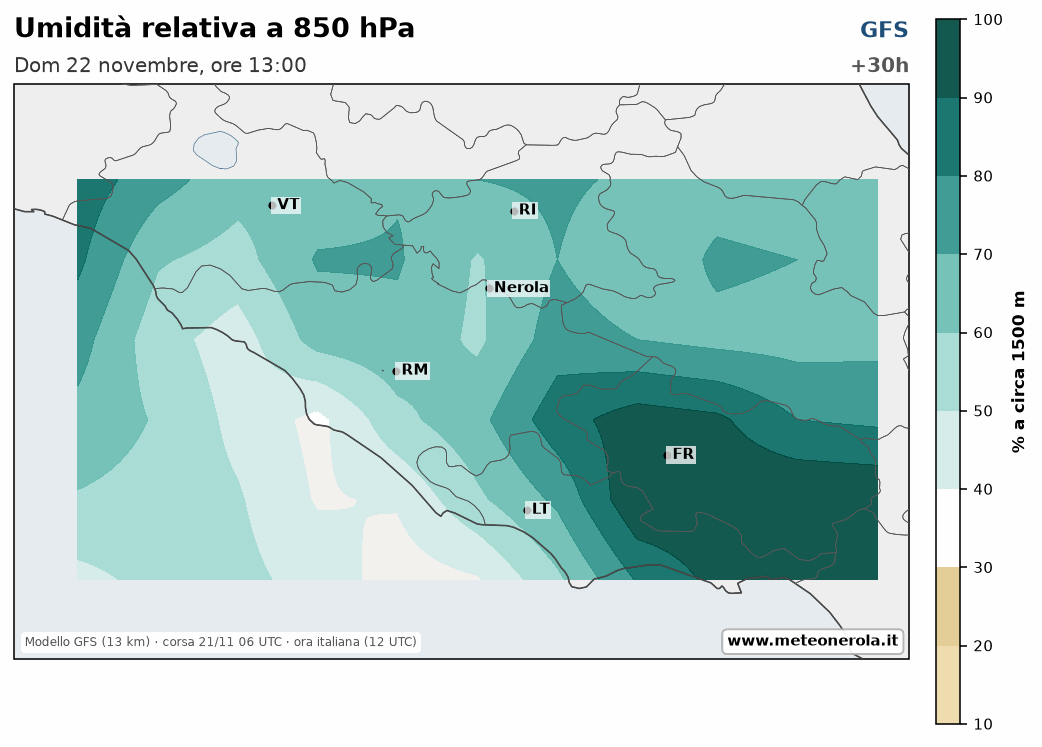 Umidità relativa a 850 hPa
GFS
Dom 22 novembre, ore 13:00
+30h
100
90
80
70
60
50
40
30
20
10
% a circa 1500 m
VT
RI
Nerola
RM
FR
LT
Modello GFS (13 km) · corsa 21/11 06 UTC · ora italiana (12 UTC)
www.meteonerola.it